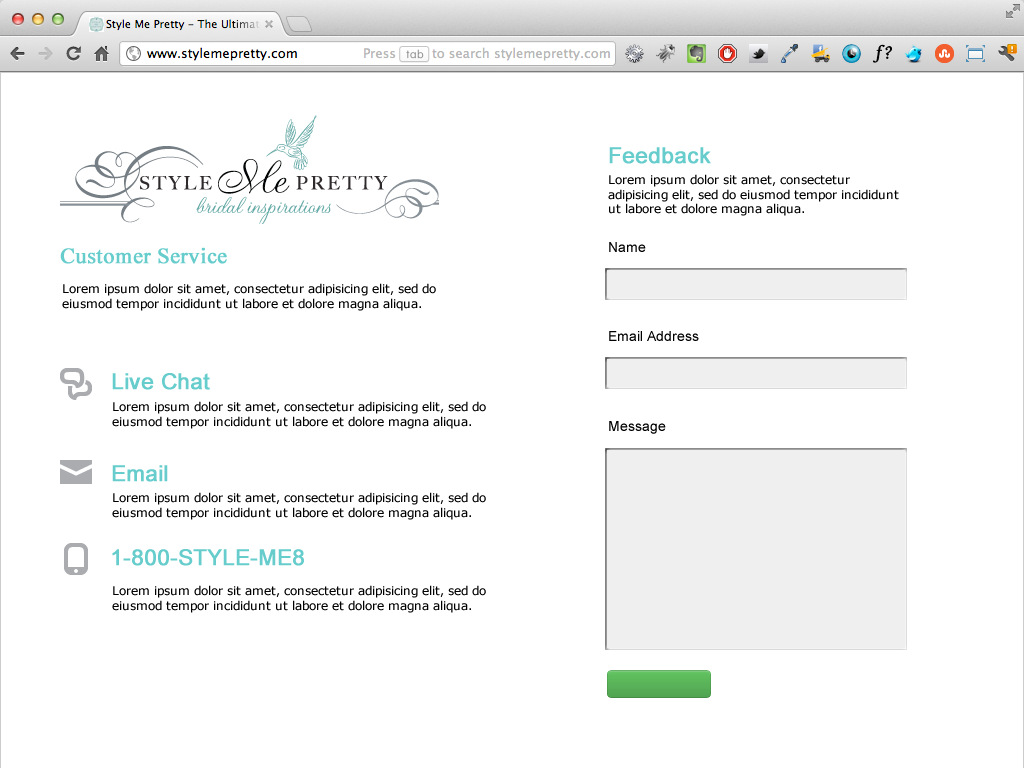 Style Me Pretty – The Ultimat
www.stylemepretty.com
Press tab to search stylemepretty.com
f?
STYLE Me PRETTY
bridal inspirations
Customer Service
Lorem ipsum dolor sit amet, consectetur adipisicing elit, sed do
eiusmod tempor incididunt ut labore et dolore magna aliqua.
Live Chat
Lorem ipsum dolor sit amet, consectetur adipisicing elit, sed do
eiusmod tempor incididunt ut labore et dolore magna aliqua.
Email
Lorem ipsum dolor sit amet, consectetur adipisicing elit, sed do
eiusmod tempor incididunt ut labore et dolore magna aliqua.
1-800-STYLE-ME8
Lorem ipsum dolor sit amet, consectetur adipisicing elit, sed do
eiusmod tempor incididunt ut labore et dolore magna aliqua.
Feedback
Lorem ipsum dolor sit amet, consectetur
adipisicing elit, sed do eiusmod tempor incididunt
ut labore et dolore magna aliqua.
Name
Email Address
Message